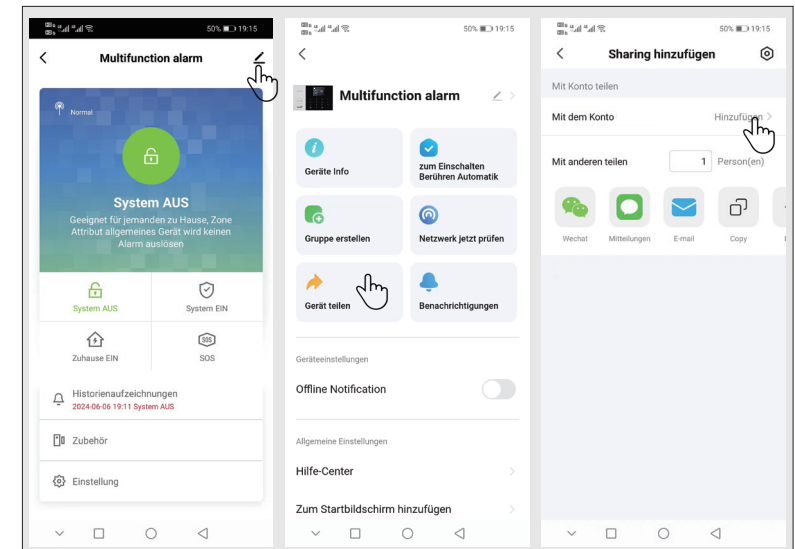 50% 19:15
Multifunction alarm
Normal
System AUS
Geeignet für jemanden zu Hause, Zone
Attribut allgemeines Gerät wird keinen
Alarm auslösen
System AUS
System EIN
Zuhause EIN
SOS
SOS
Historienaufzeichnungen
2024-06-06 19:11 System AUS
Zubehör
Einstellung
50% 19:15
Multifunction alarm
Geräte Info
zum Einschalten
Berühren Automatik
Gruppe erstellen
Netzwerk jetzt prüfen
Gerät teilen
Benachrichtigungen
Geräteeinstellungen
Offline Notification
Allgemeine Einstellungen
Hilfe-Center
Zum Startbildschirm hinzufügen
50% 19:15
Sharing hinzufügen
Mit Konto teilen
Mit dem Konto
Hinzufügen
Mit anderen teilen
1 Person(en)
Wechat
Mitteilungen
E-mail
Copy